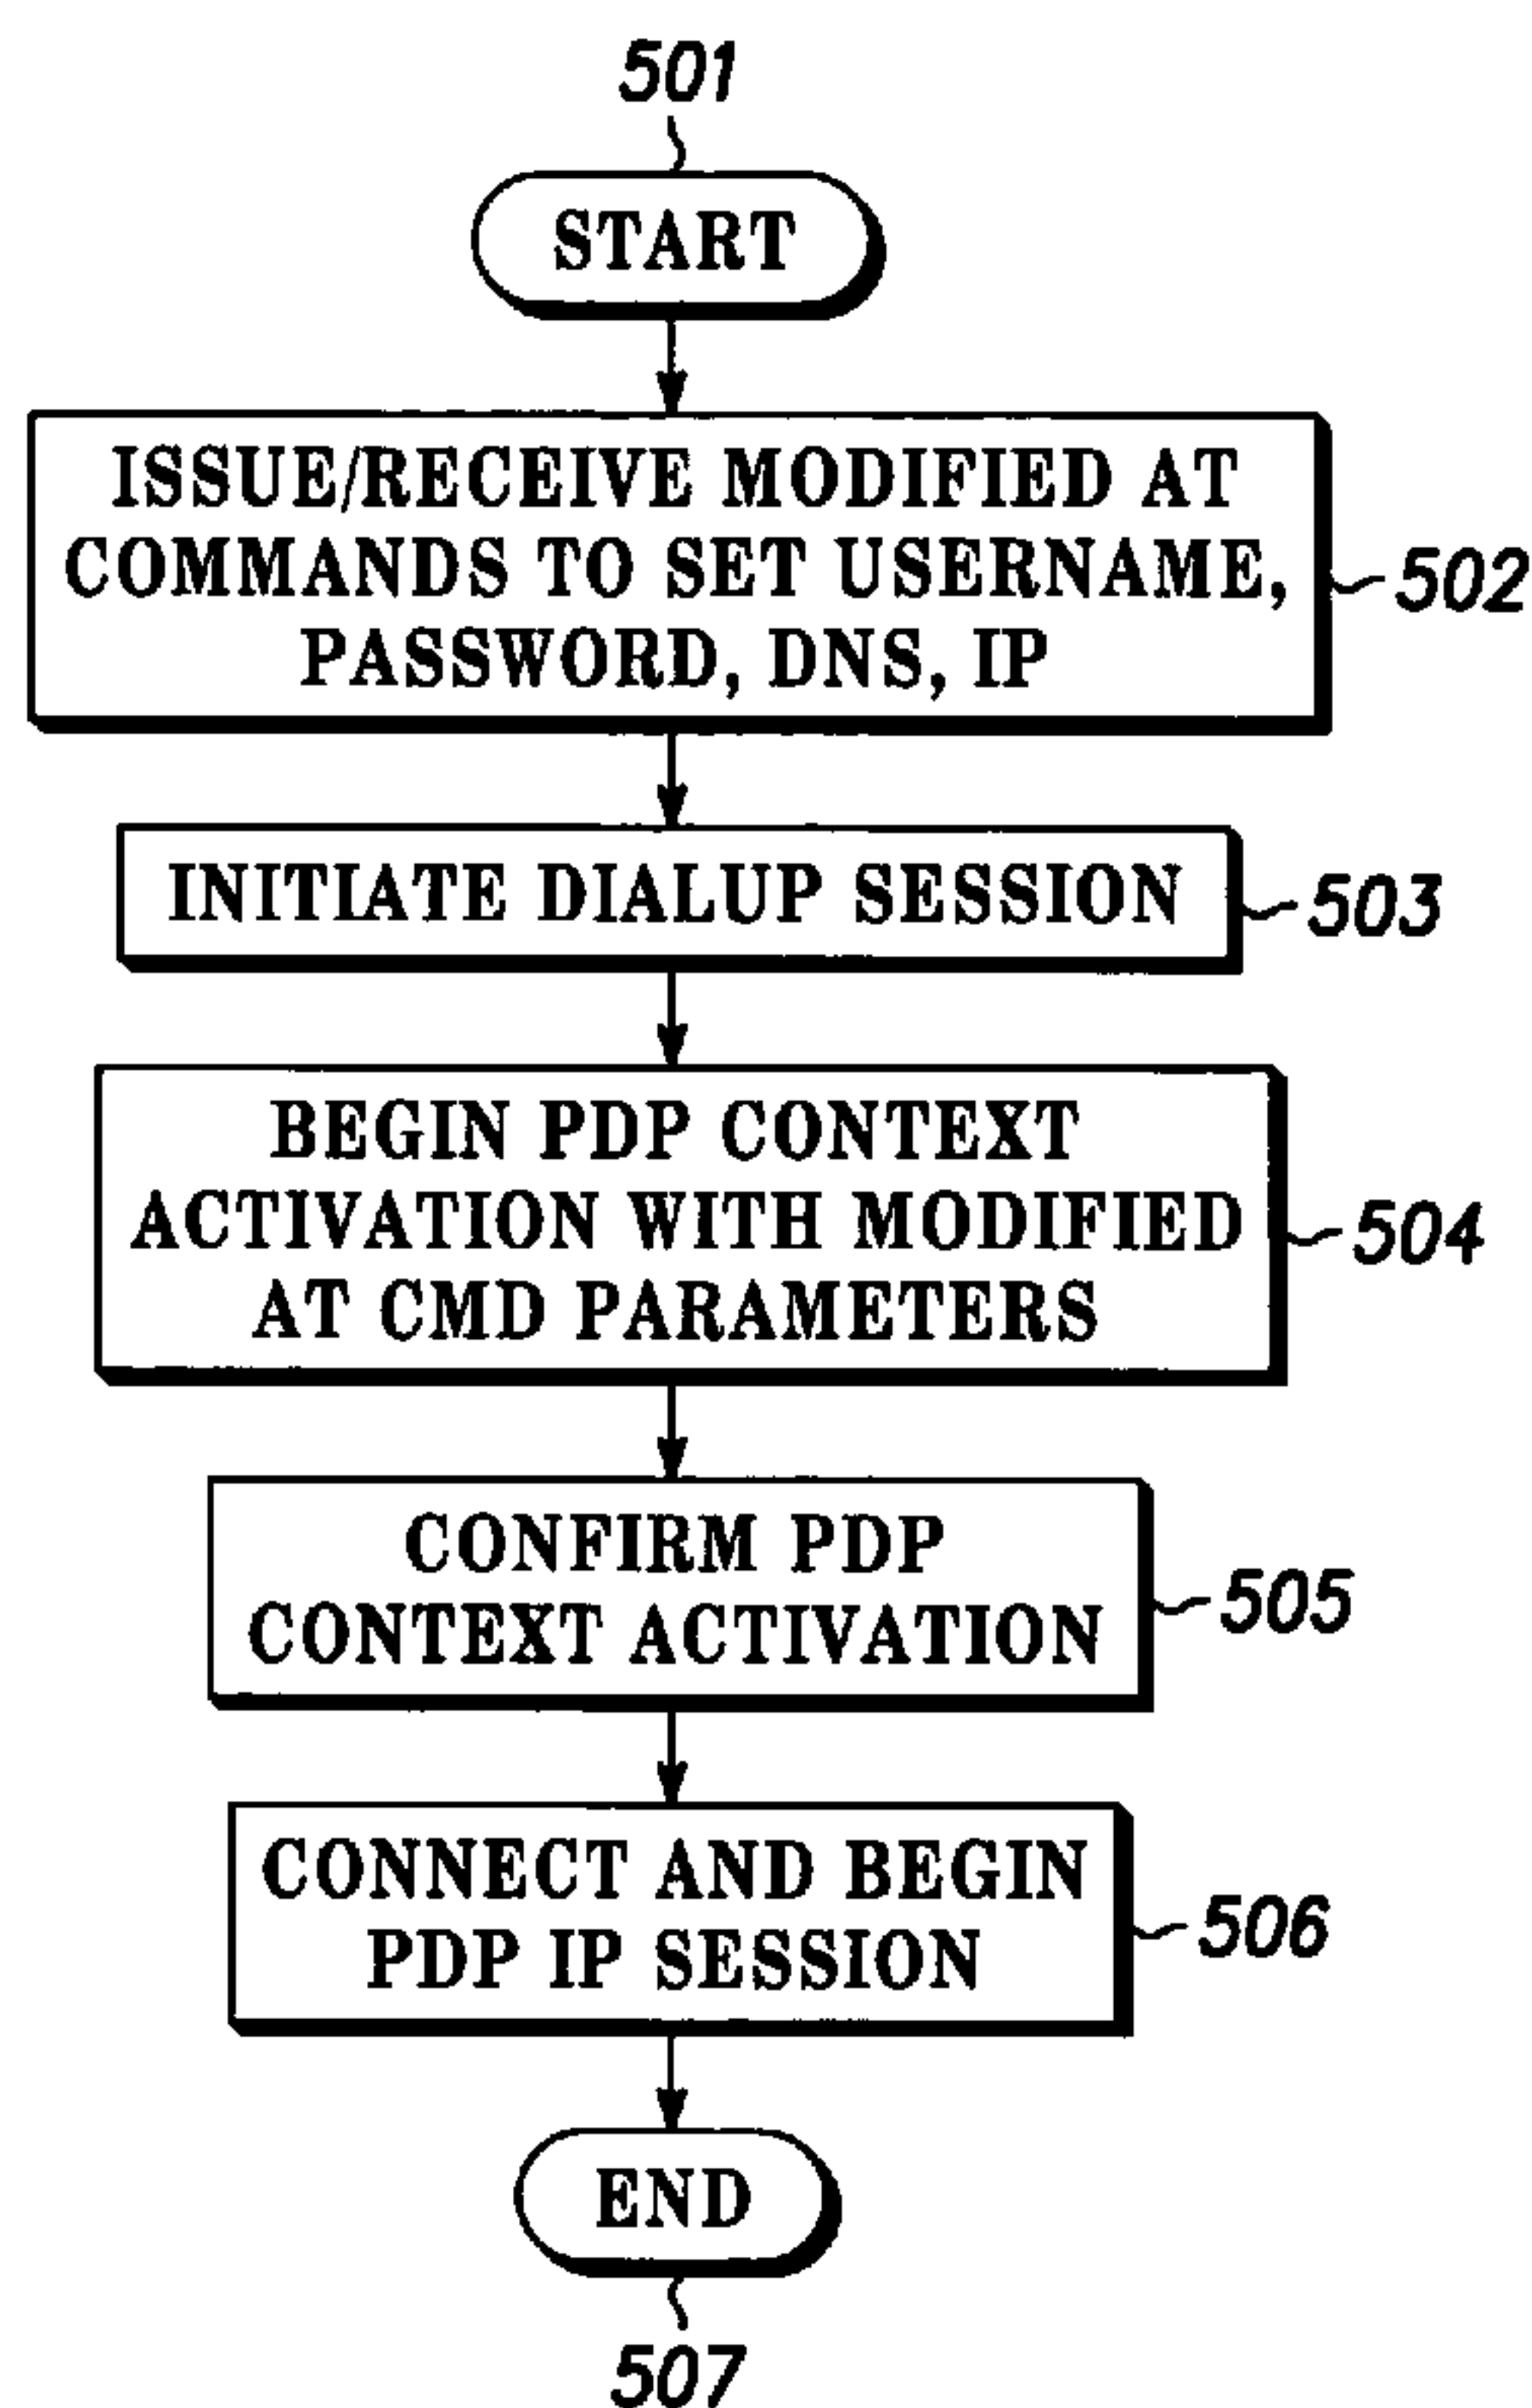 501
START
ISSUE/RECEIVE MODIFIED AT
COMMANDS TO SET USERNAME,
PASSWORD, DNS, IP
502
INITIATE DIALUP SESSION
503
BEGIN PDP CONTEXT
ACTIVATION WITH MODIFIED
AT CMD PARAMETERS
504
CONFIRM PDP
CONTEXT ACTIVATION
505
CONNECT AND BEGIN
PDP IP SESSION
506
END
507